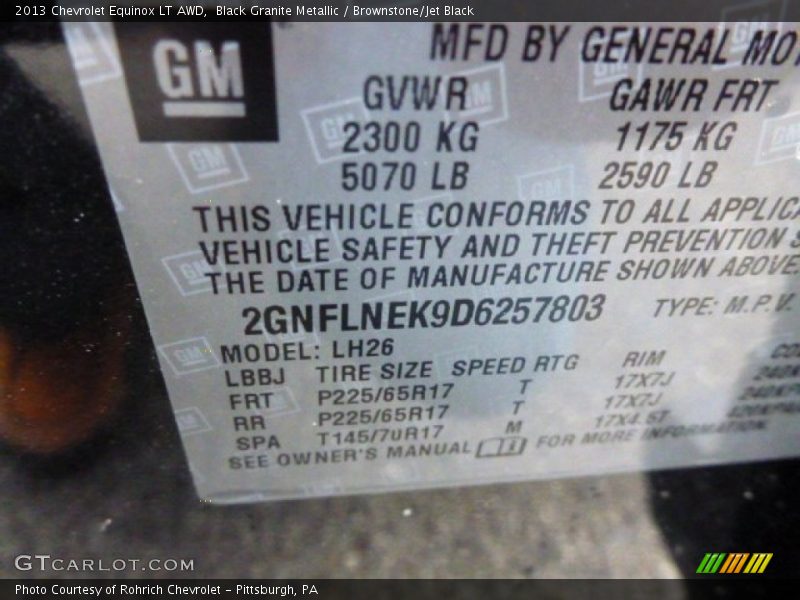 2013 Chevrolet Equinox LT AWD,  Black Granite Metallic / Brownstone/Jet Black
GM
MFD BY GENERAL MO
GVWR GAWR FRT
2300 KG 1175 KG
5070 LB 2590 LB
THIS VEHICLE CONFORMS TO ALL APPLICA
VEHICLE SAFETY AND THEFT PREVENTION S
THE DATE OF MANUFACTURE SHOWN ABOVE.
2GNFLNEK9D6257803 TYPE: M.P.V.
MODEL: LH26
LBBJ TIRE SIZE SPEED RTG RIM
FRT P225/65R17 T 17X7J 240K
RR P225/65R17 T 17X7J 240KP
SPA T145/70R17 M 17X4.5T 420KPA
SEE OWNER'S MANUAL FOR MORE INFORMATION.
GTCARLOT.COM
Photo Courtesy of Rohrich Chevrolet - Pittsburgh, PA